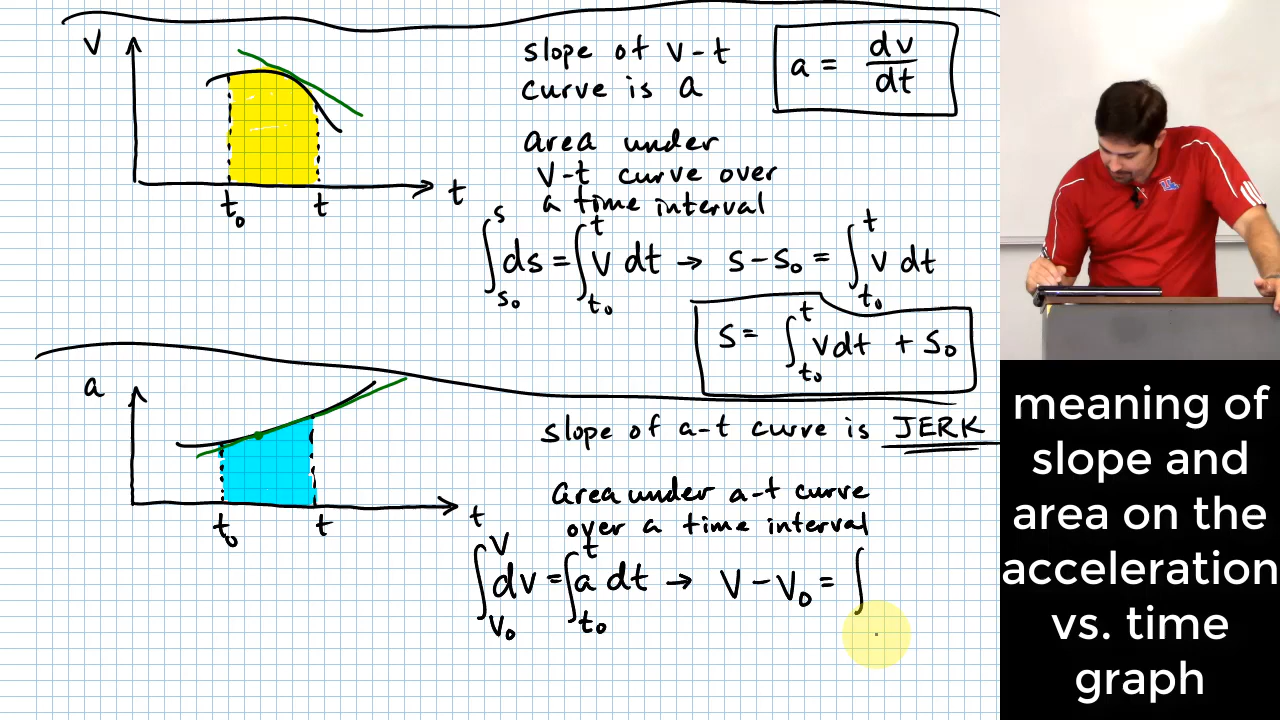 V
t
t₀ t
slope of v-t
curve is a
a = dv/dt
area under
v-t curve over
a time interval
∫_{s₀}^{s} ds = ∫_{t₀}^{t} v dt → s - s₀ = ∫_{t₀}^{t} v dt
s = ∫_{t₀}^{t} v dt + s₀
a
t
t₀ t
slope of a-t curve is JERK
area under a-t curve
over a time interval
∫_{v₀}^{v} dv = ∫_{t₀}^{t} a dt → v - v₀ = ∫
meaning of
slope and
area on the
acceleration
vs. time
graph